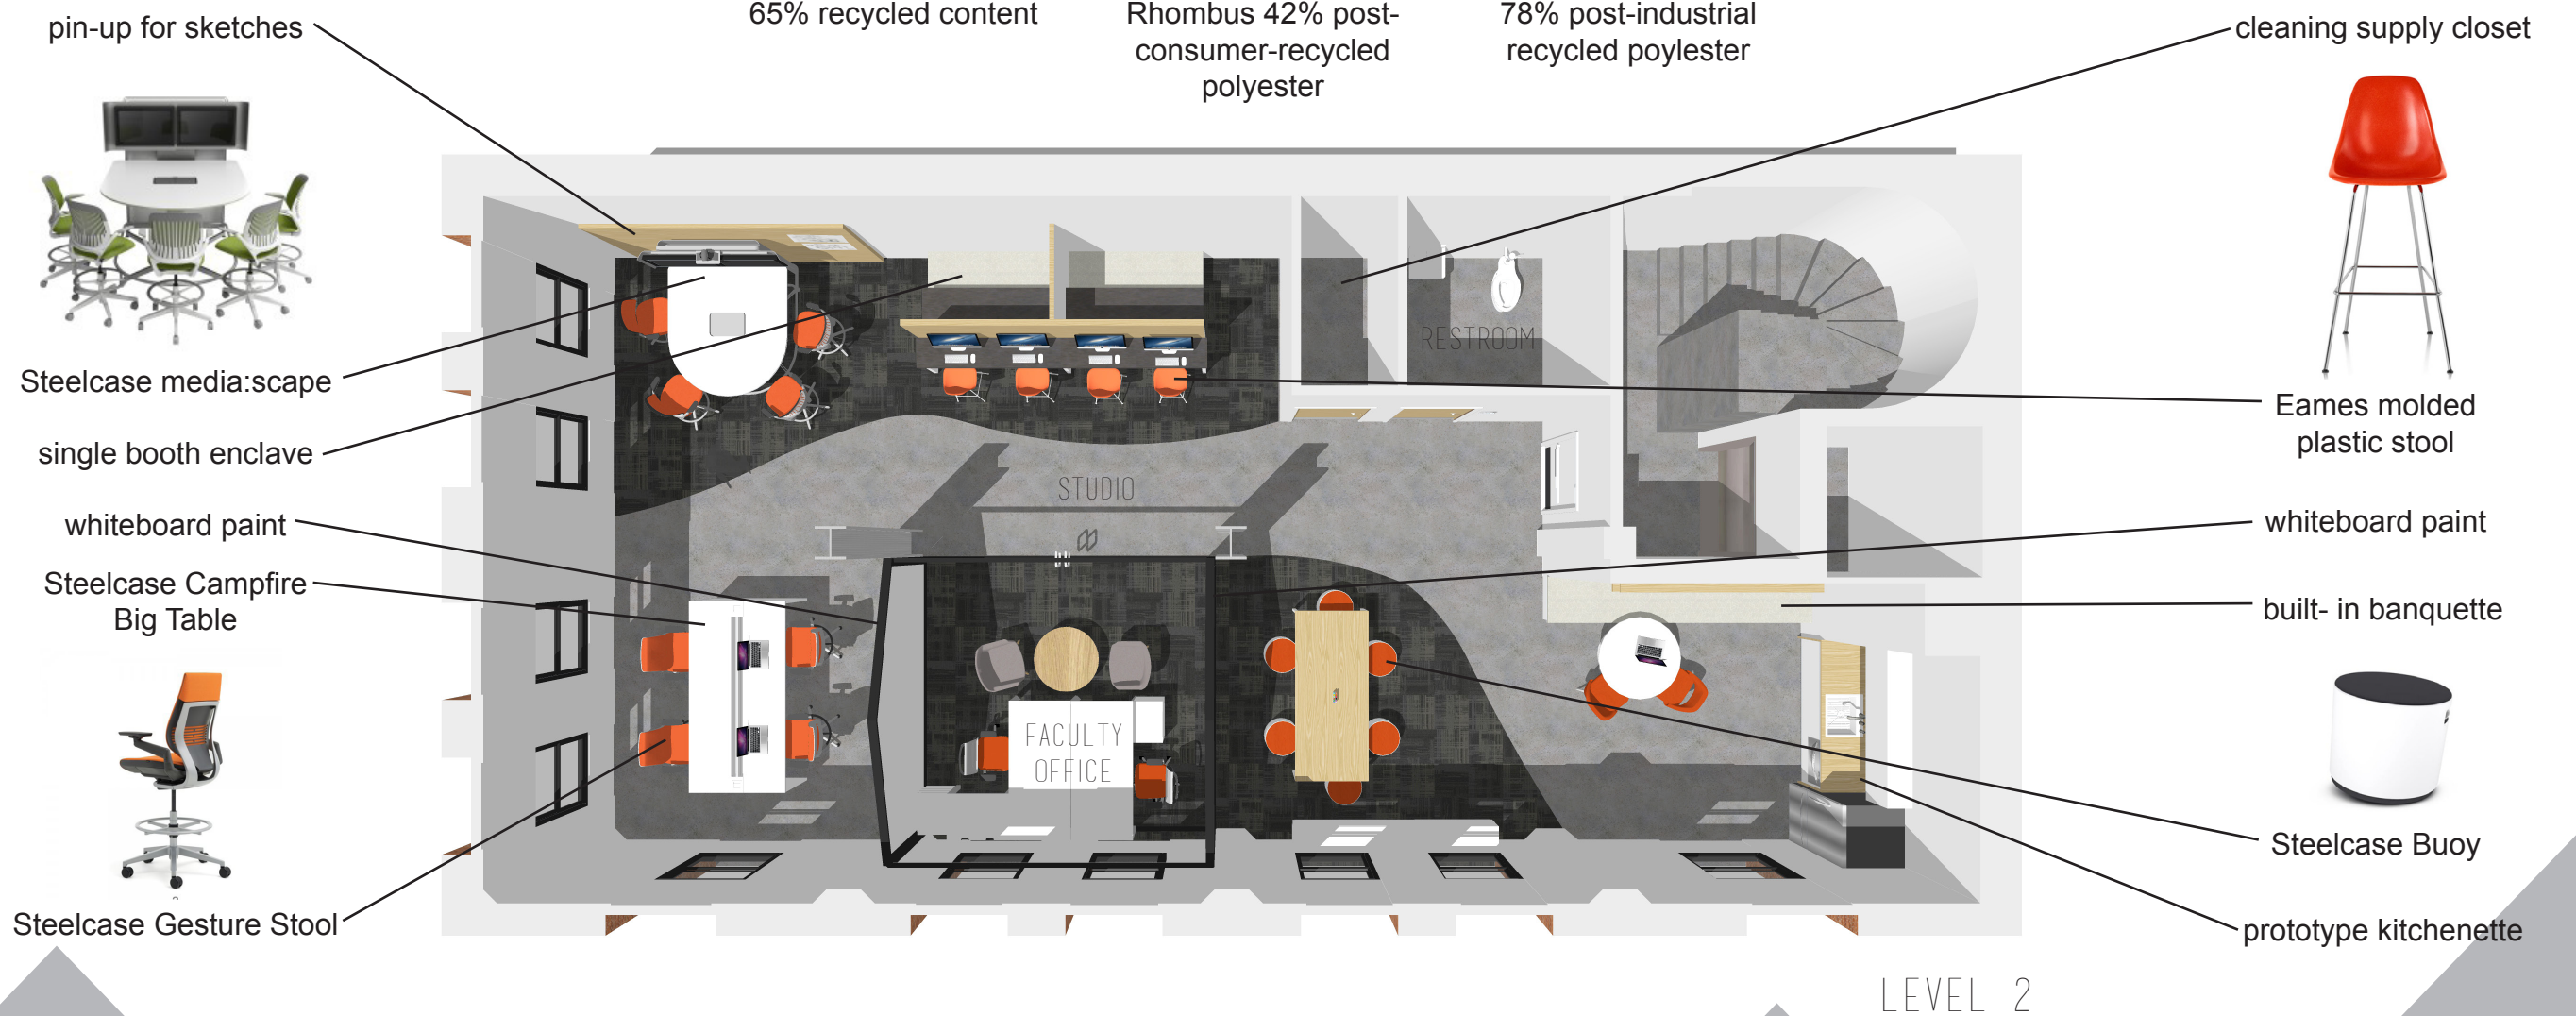 65% recycled content
Rhombus 42% post-
consumer-recycled
polyester
78% post-industrial
recycled poylester
pin-up for sketches
Steelcase media:scape
single booth enclave
whiteboard paint
Steelcase Campfire
Big Table
Steelcase Gesture Stool
RESTROOM
STUDIO
FACULTY
OFFICE
cleaning supply closet
Eames molded
plastic stool
whiteboard paint
built- in banquette
Steelcase Buoy
prototype kitchenette
LEVEL 2